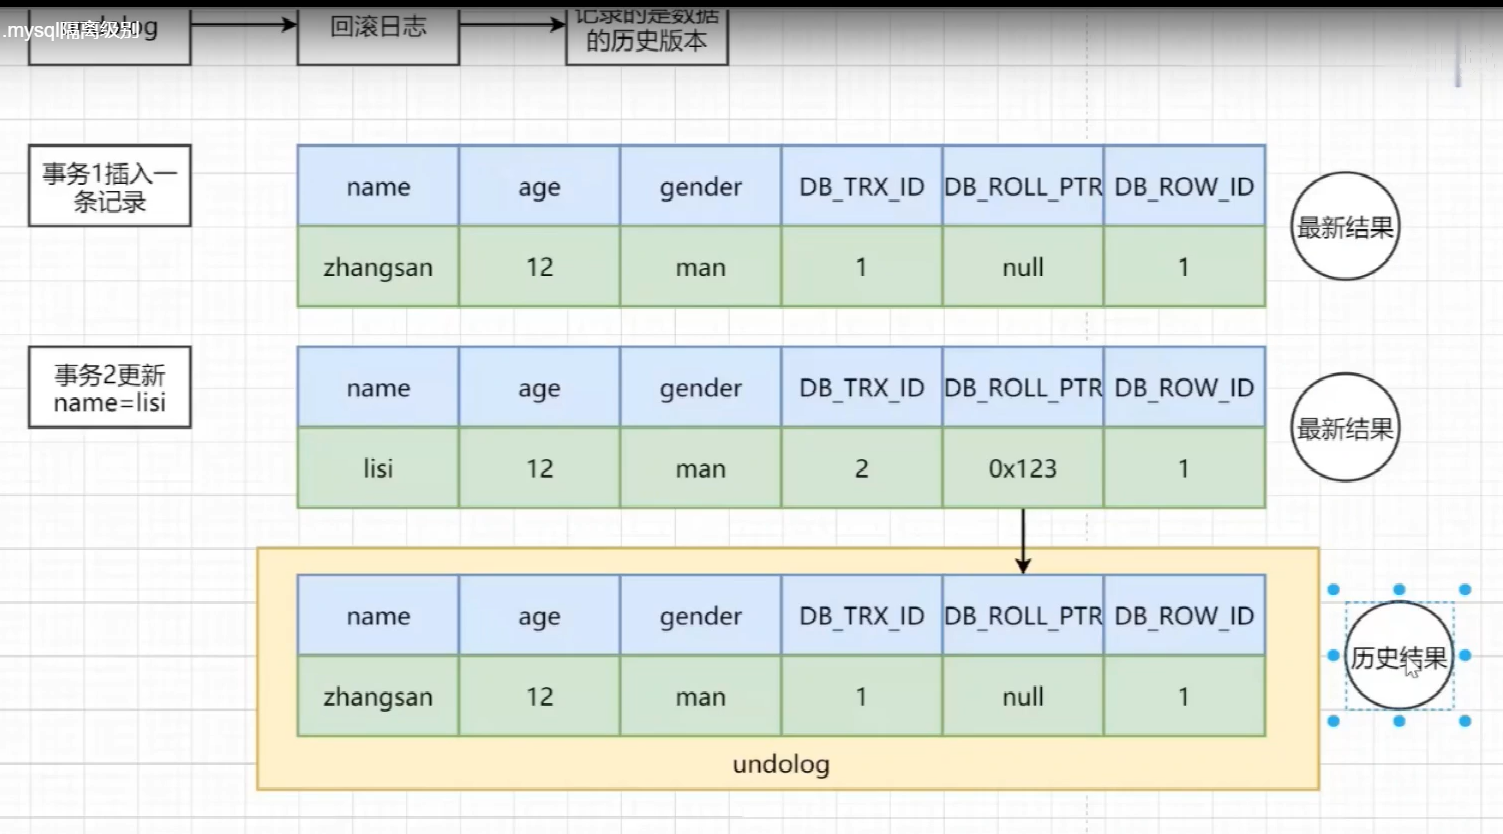 .mysql隔离级别
回滚日志
记录的是数据
的历史版本
事务1插入一
条记录
name age gender DB_TRX_ID DB_ROLL_PTR DB_ROW_ID
zhangsan 12 man 1 null 1
最新结果
事务2更新
name=lisi
name age gender DB_TRX_ID DB_ROLL_PTR DB_ROW_ID
lisi 12 man 2 0x123 1
最新结果
name age gender DB_TRX_ID DB_ROLL_PTR DB_ROW_ID
zhangsan 12 man 1 null 1
历史结果
undolog